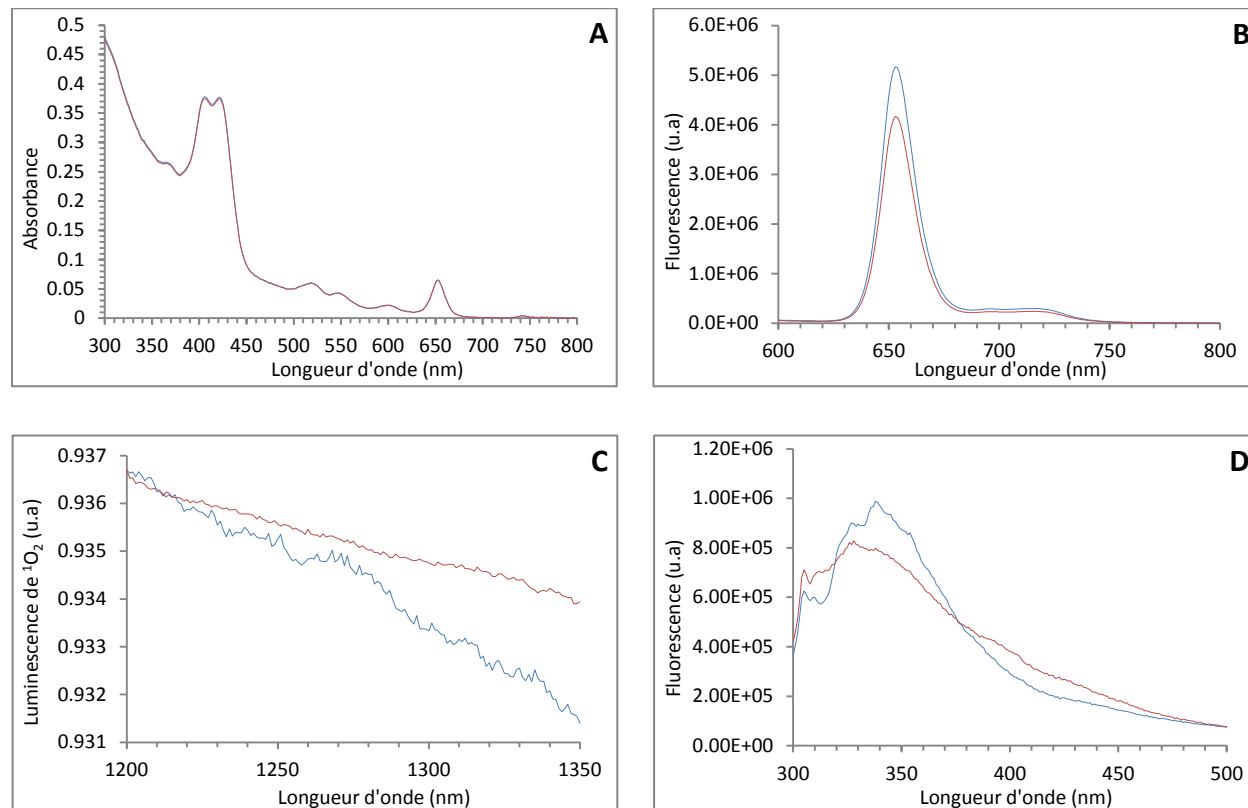 A
0.5
0.45
0.4
0.35
0.3
0.25
0.2
0.15
0.1
0.05
0
Absorbance
300 350 400 450 500 550 600 650 700 750 800
Longueur d'onde (nm)
B
6.0E+06
5.0E+06
4.0E+06
3.0E+06
2.0E+06
1.0E+06
0.0E+00
Fluorescence (u.a)
600 650 700 750 800
Longueur d'onde (nm)
C
0.937
0.936
0.935
0.934
0.933
0.932
0.931
Luminescence de ¹O₂ (u.a)
1200 1250 1300 1350
Longueur d'onde (nm)
D
1.20E+06
1.00E+06
8.00E+05
6.00E+05
4.00E+05
2.00E+05
0.00E+00
Fluorescence (u.a)
300 350 400 450 500
Longueur d'onde (nm)